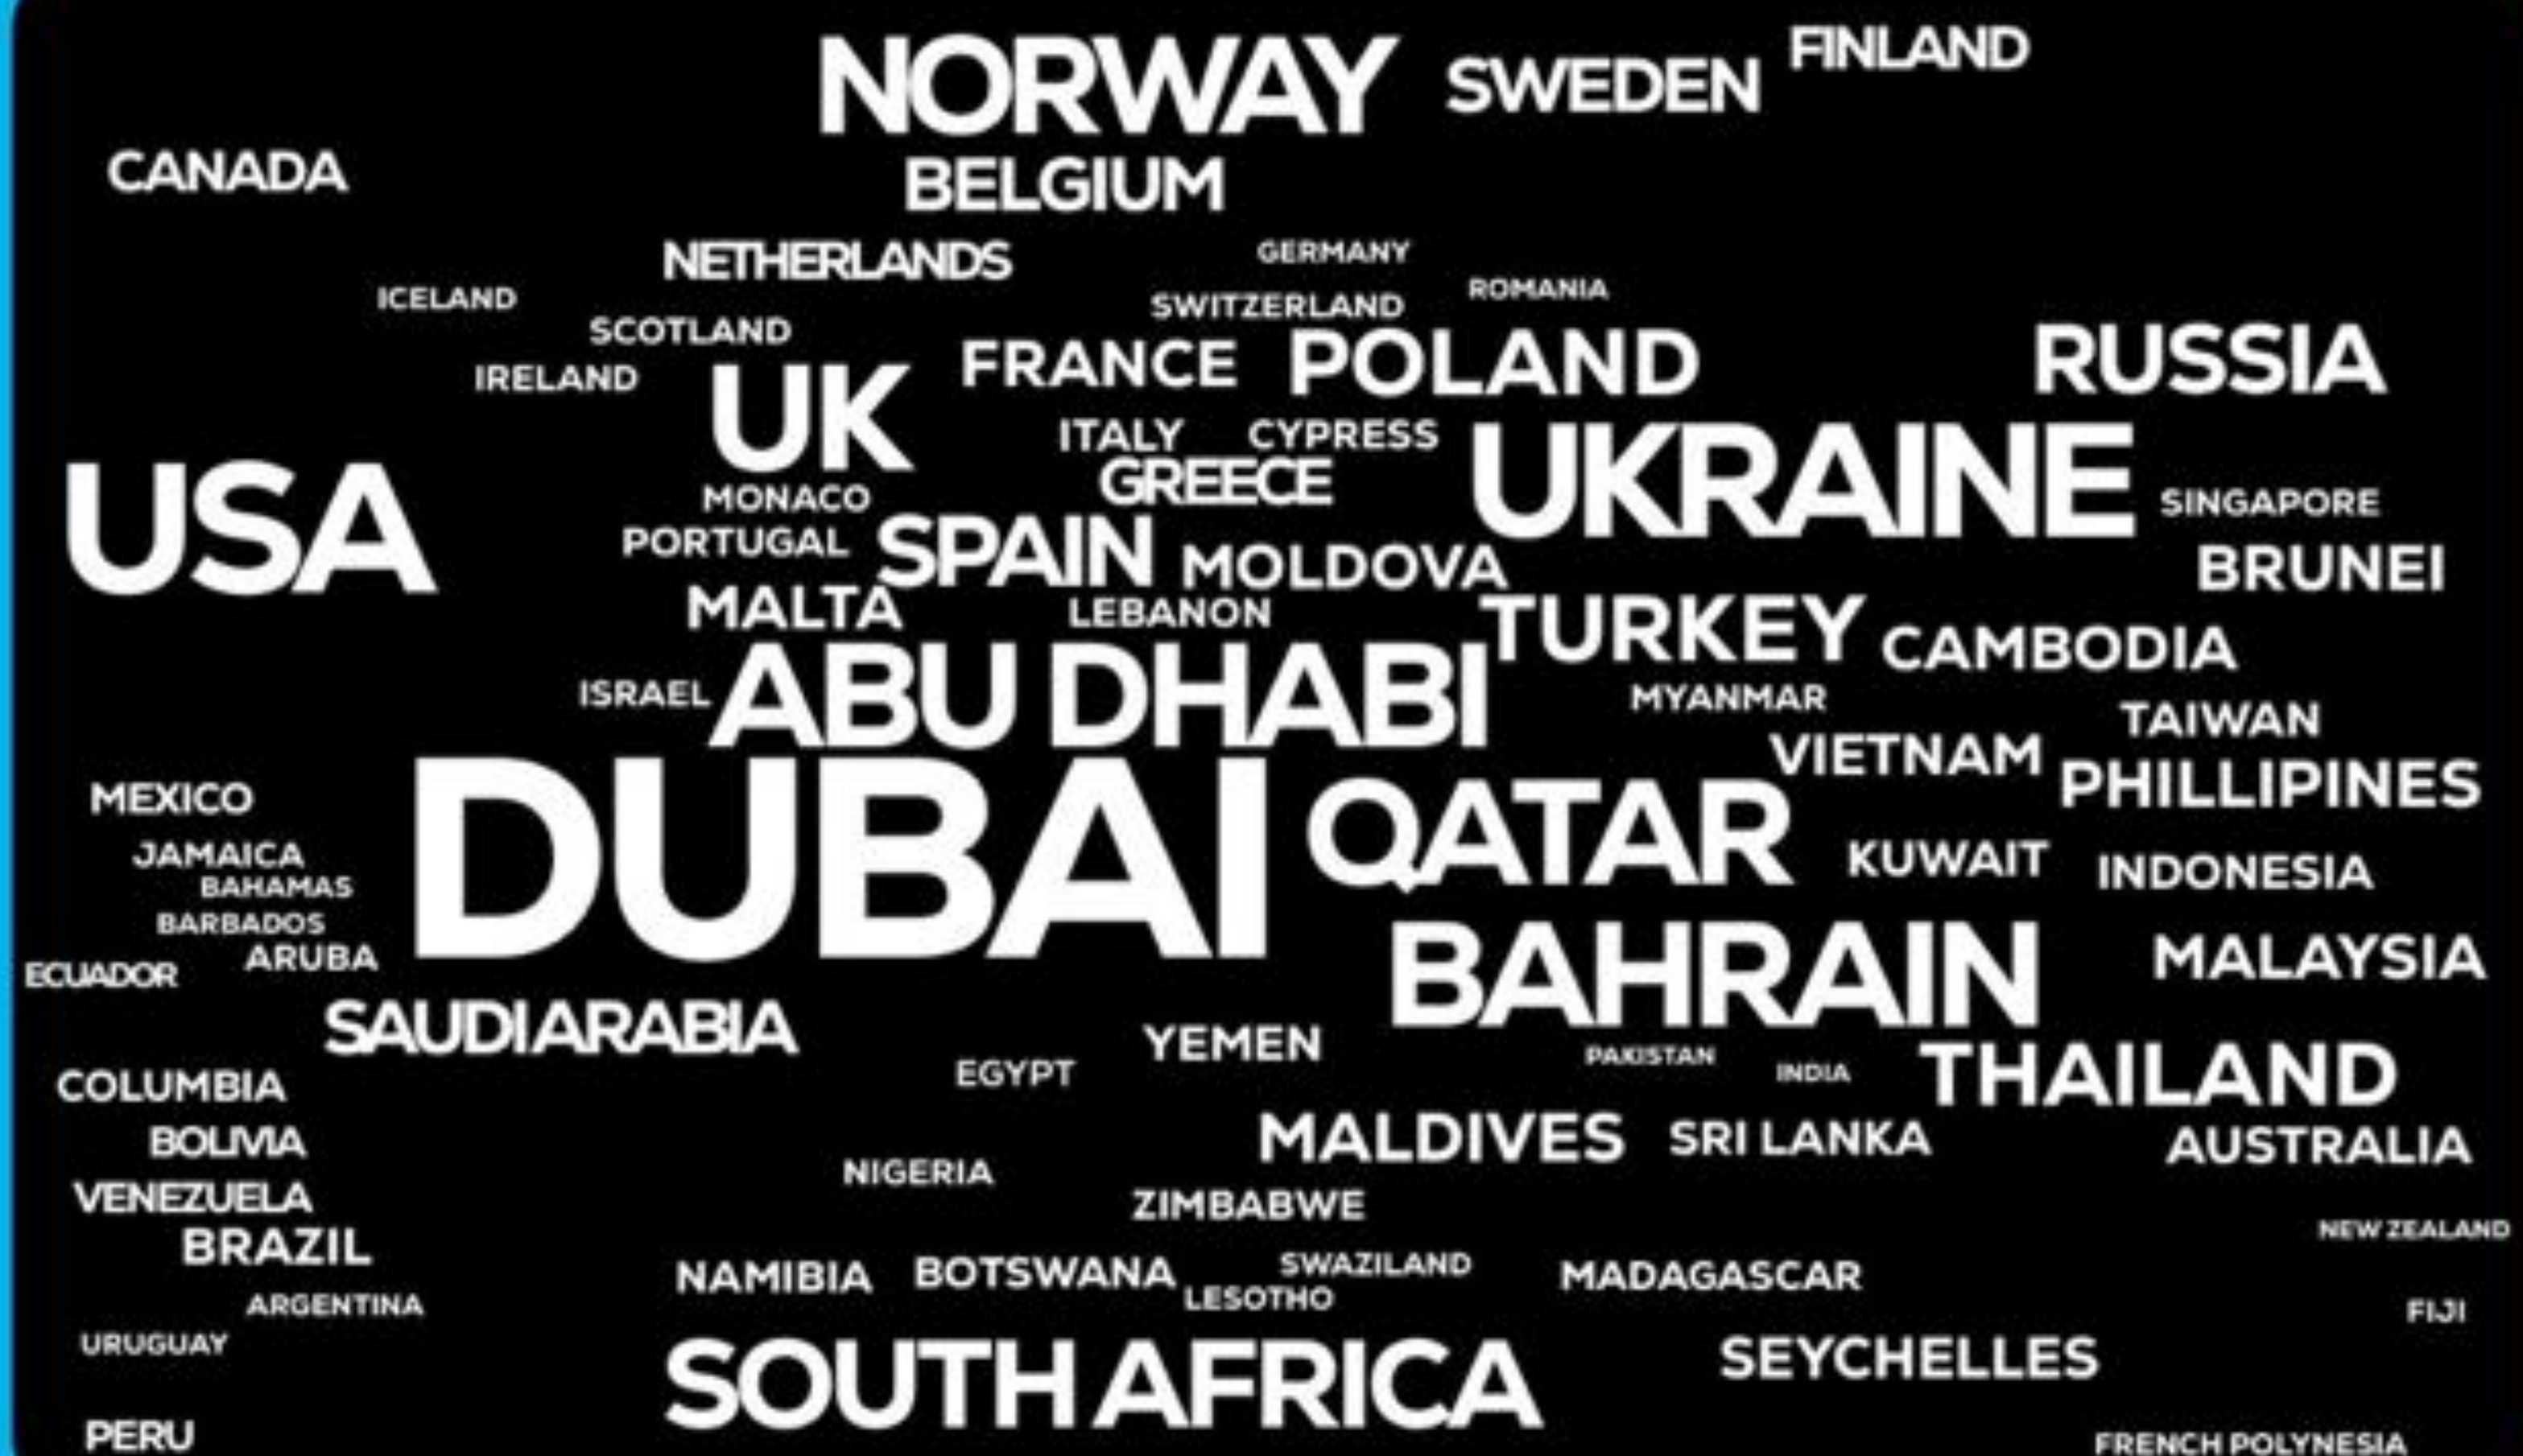 NORWAY
SWEDEN
FINLAND
CANADA
BELGIUM
NETHERLANDS
GERMANY
ICELAND
SWITZERLAND
ROMANIA
SCOTLAND
IRELAND
UK
FRANCE
POLAND
RUSSIA
ITALY
CYPRESS
UKRAINE
USA
MONACO
GREECE
SINGAPORE
PORTUGAL
SPAIN
MOLDOVA
BRUNEI
MALTA
LEBANON
TURKEY
CAMBODIA
ISRAEL
ABU DHABI
MYANMAR
TAIWAN
VIETNAM
PHILLIPINES
MEXICO
DUBAI
QATAR
KUWAIT
INDONESIA
JAMAICA
BAHAMAS
BARBADOS
ARUBA
ECUADOR
BAHRAIN
MALAYSIA
SAUDI ARABIA
YEMEN
EGYPT
PAKISTAN
INDIA
THAILAND
COLUMBIA
BOLIVIA
MALDIVES
SRI LANKA
AUSTRALIA
NIGERIA
VENEZUELA
ZIMBABWE
BRAZIL
NEW ZEALAND
NAMIBIA
BOTSWANA
SWAZILAND
LESOTHO
MADAGASCAR
ARGENTINA
FIJI
URUGUAY
SOUTH AFRICA
SEYCHELLES
PERU
FRENCH POLYNESIA